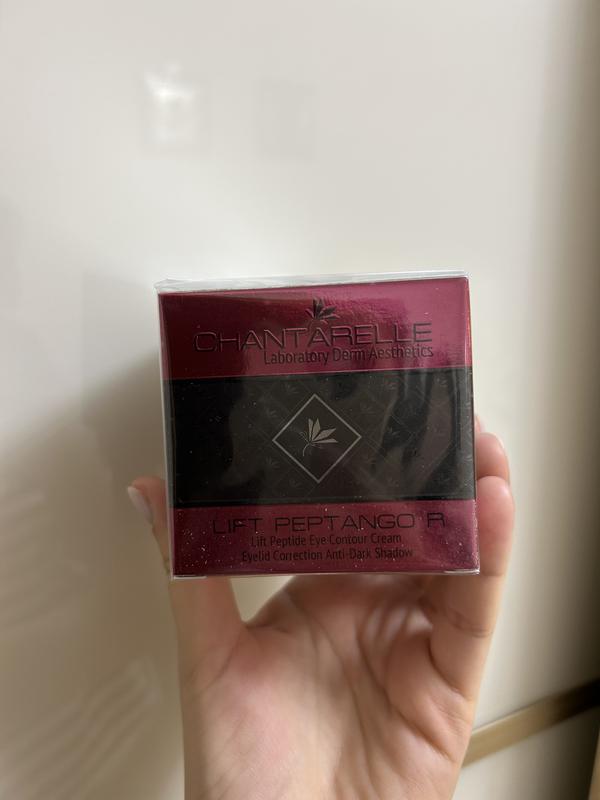 CHANTARELLE
Laboratory Derm Aesthetics
LIFT PEPTANGO R
Lift Peptide Eye Contour Cream
Eyelid Correction Anti-Dark Shadow